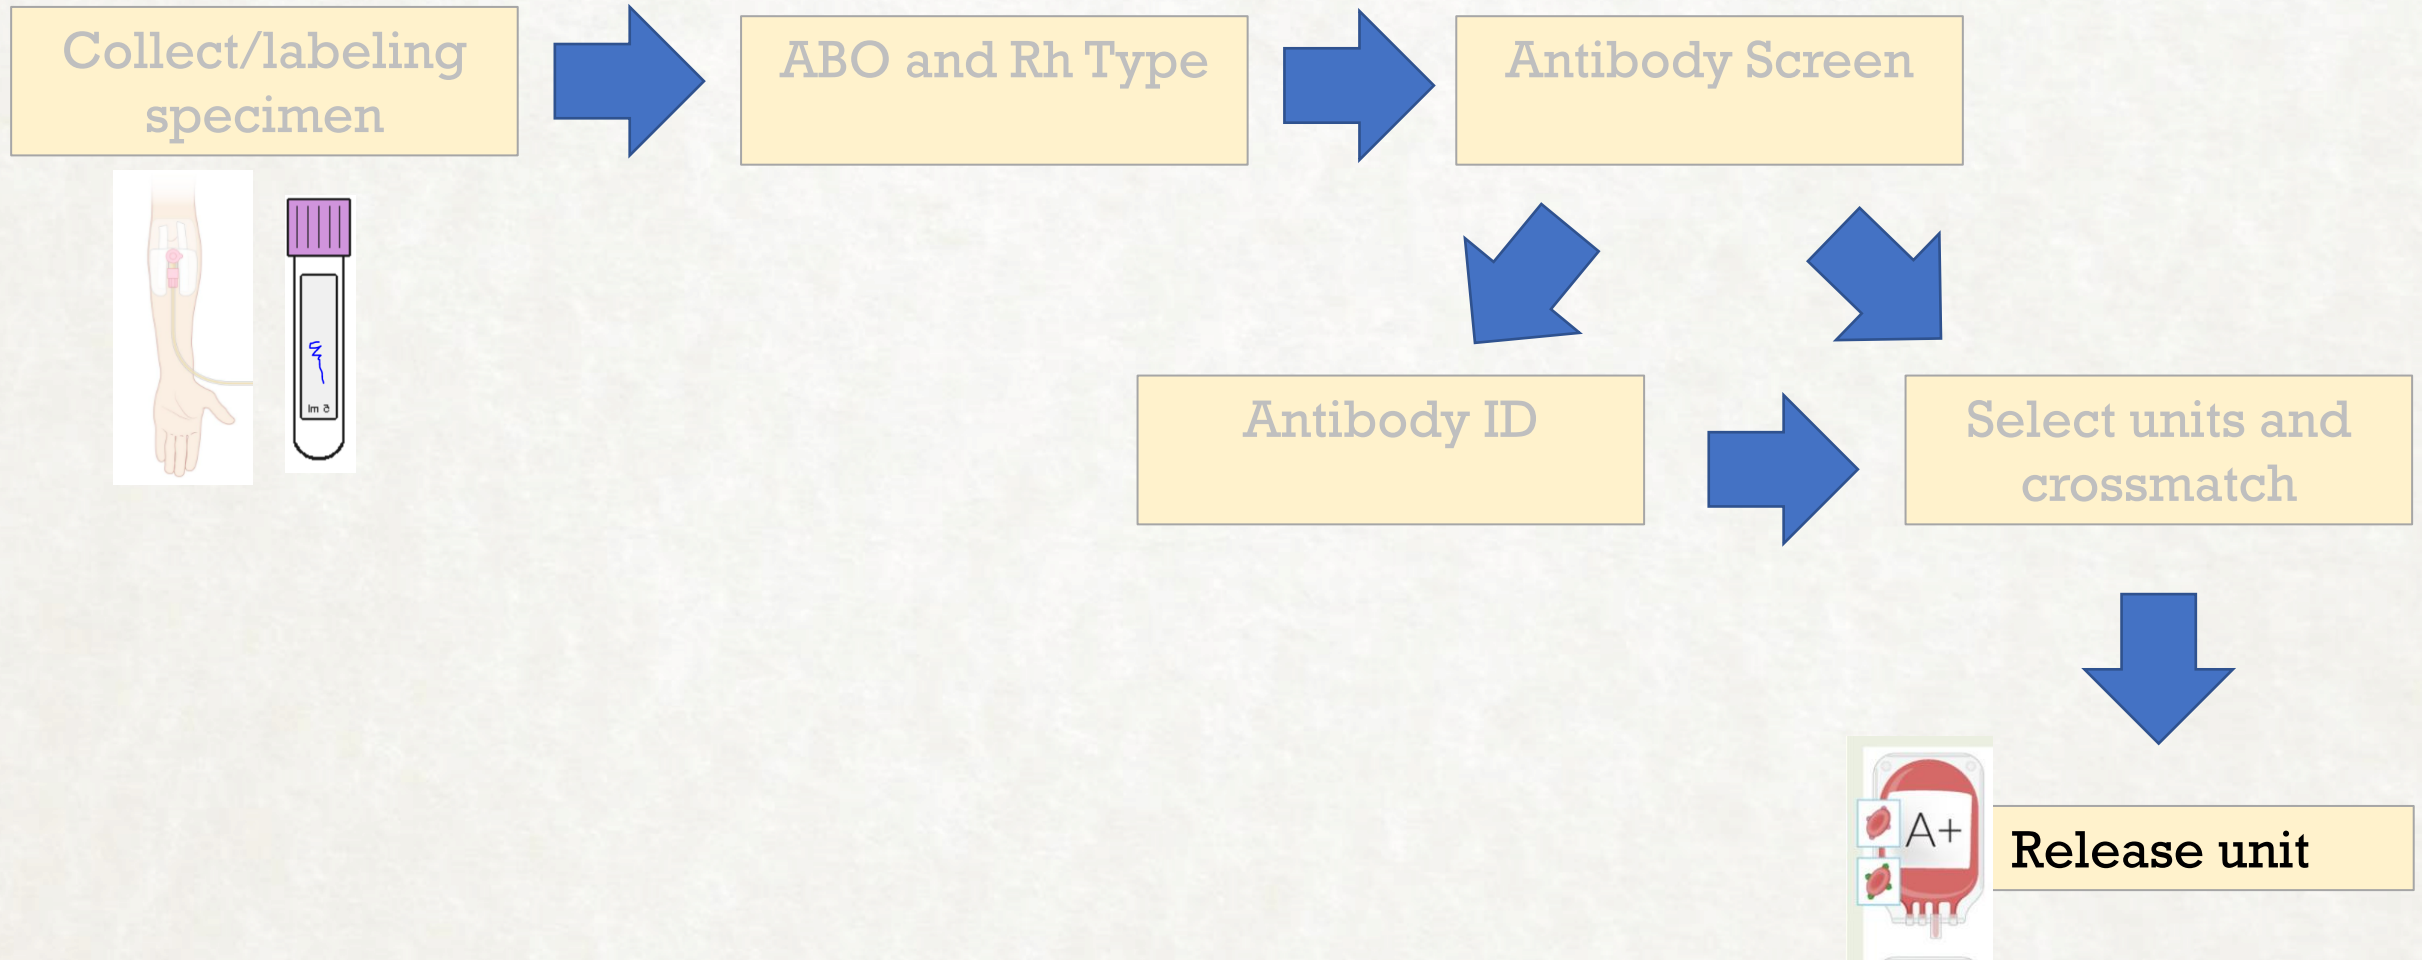 Collect/labeling
specimen
ABO and Rh Type
Antibody Screen
Antibody ID
Select units and
crossmatch
A+
Release unit